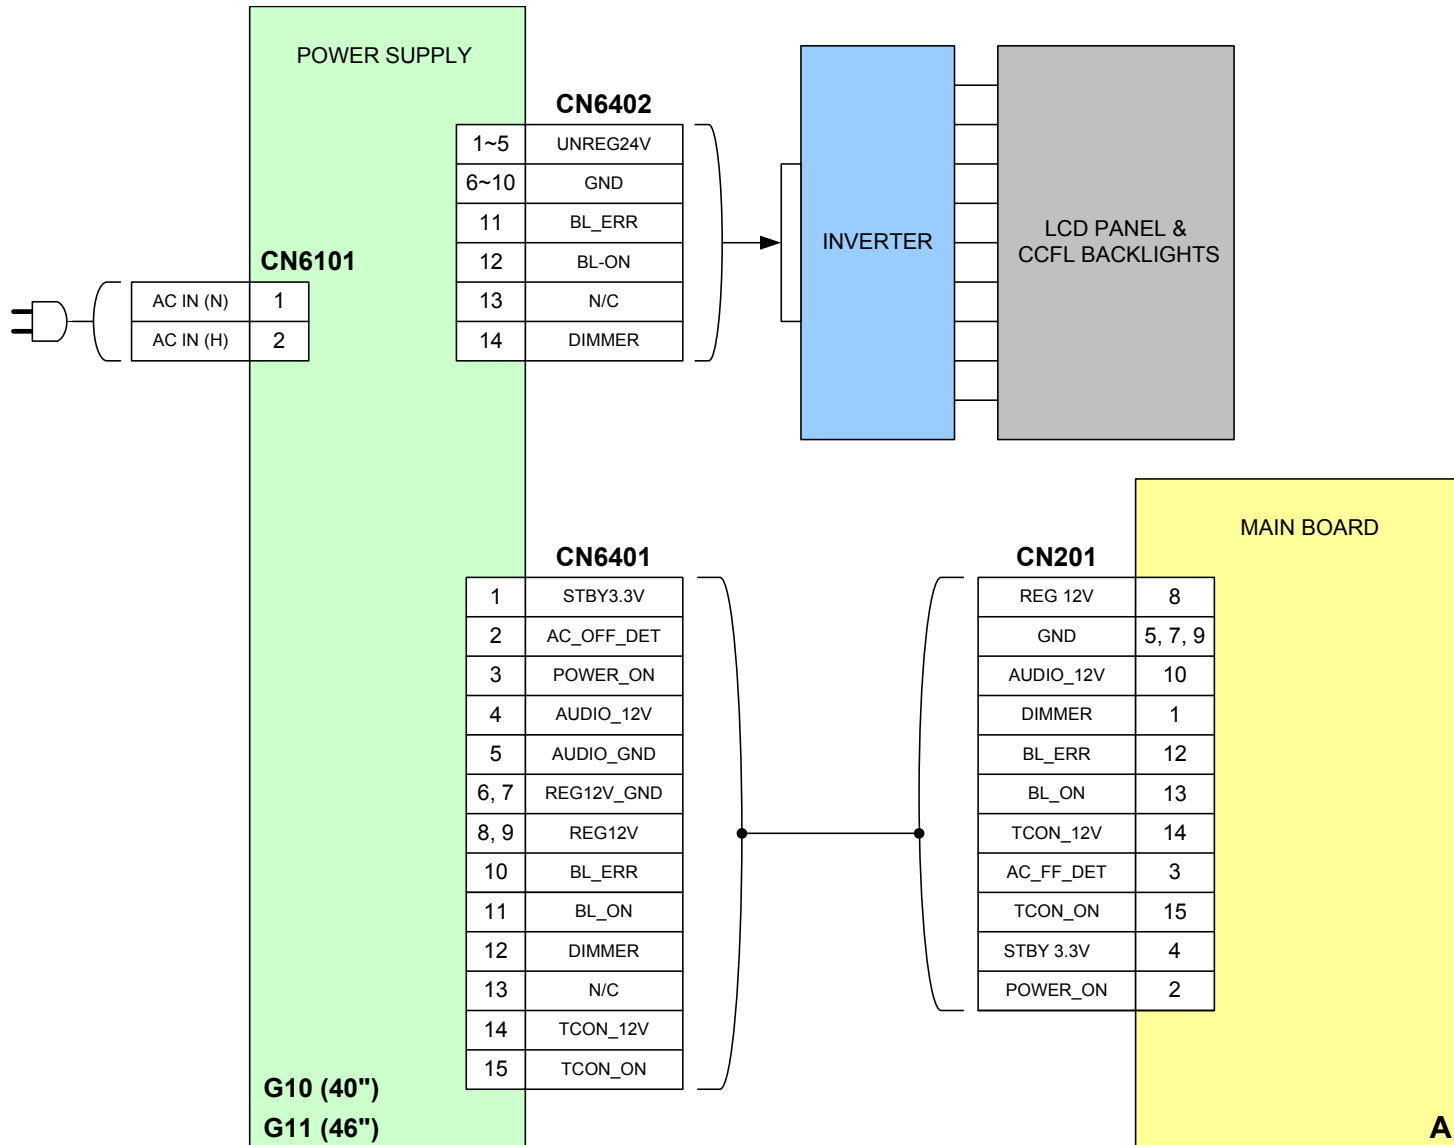 POWER SUPPLY
CN6402
1~5 UNREG24V
6~10 GND
11 BL_ERR
12 BL-ON
13 N/C
14 DIMMER
CN6101
AC IN (N) 1
AC IN (H) 2
INVERTER
LCD PANEL &
CCFL BACKLIGHTS
CN6401
1 STBY3.3V
2 AC_OFF_DET
3 POWER_ON
4 AUDIO_12V
5 AUDIO_GND
6, 7 REG12V_GND
8, 9 REG12V
10 BL_ERR
11 BL_ON
12 DIMMER
13 N/C
14 TCON_12V
15 TCON_ON
MAIN BOARD
CN201
REG 12V 8
GND 5, 7, 9
AUDIO_12V 10
DIMMER 1
BL_ERR 12
BL_ON 13
TCON_12V 14
AC_FF_DET 3
TCON_ON 15
STBY 3.3V 4
POWER_ON 2
G10 (40")
G11 (46")
A